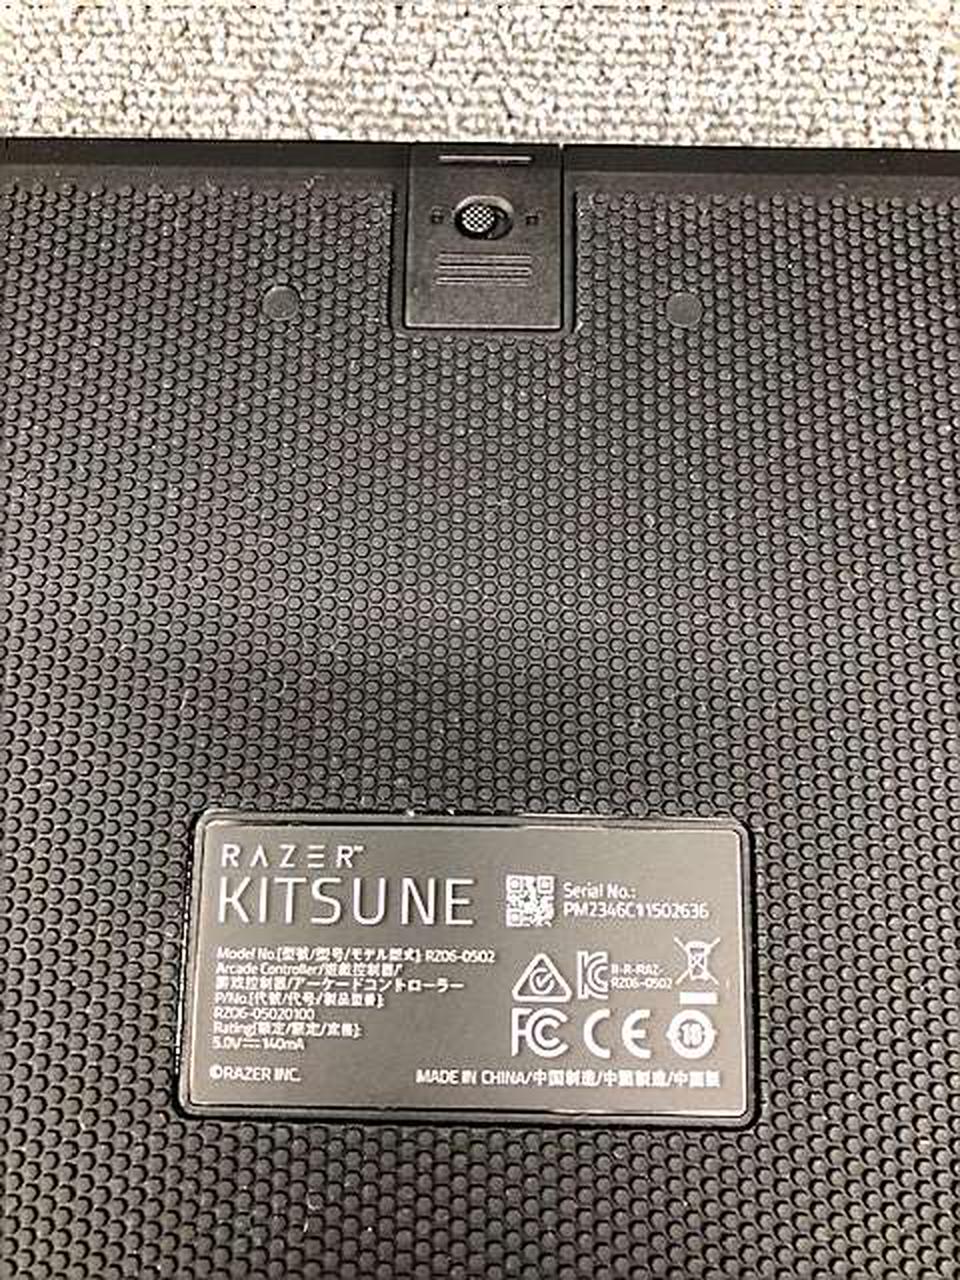 RAZER™
KITSUNE
Serial No.:
PM2346C11502636
Model No.[型號/型号/モデル型式]: RZ06-0502
Arcade Controller/遊戲控制器/
游戏控制器/アーケードコントローラー
P/No.[代號/代号/製品型番]:
RZ06-05020100
Rating[額定/额定/定格]:
5.0V⎓140mA
R-R-RAZ-
RZ06-0502
FC CE 10
©RAZER INC.
MADE IN CHINA/中国制造/中國製造/中国製